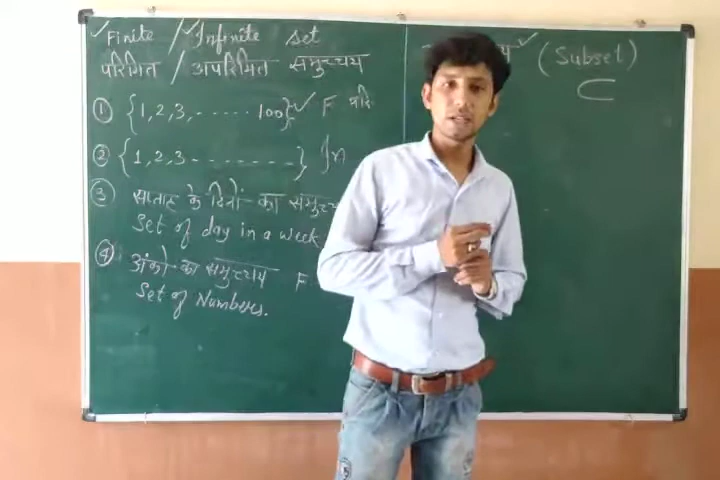 ✓Finite / ✓Infinite set
परिमित / अपरिमित समुच्चय
① {1,2,3,......100}✓ F परि.
② {1,2,3--------} In
③ सप्ताह के दिनों का समुच्च
Set of day in a week
④ अंको का समुच्चय F
Set of Numbers.
य ✓ (Subset)
⊂